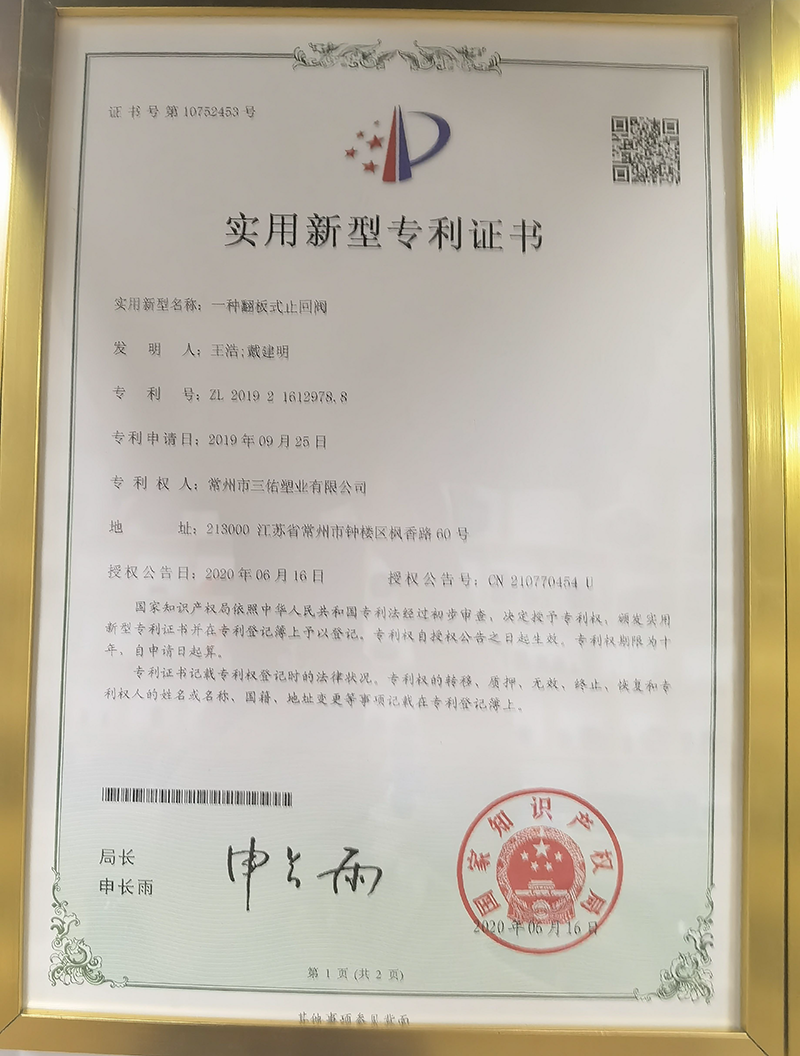 证书号第10752453号
实用新型专利证书
实用新型名称：一种翻板式止回阀
发明人：王浩;戴建明
专利号：ZL 2019 2 1612978.8
专利申请日：2019年09月25日
专利权人：常州市三佑塑业有限公司
地址：213000 江苏省常州市钟楼区枫香路60号
授权公告日：2020年06月16日 授权公告号：CN 210770454 U
国家知识产权局依照中华人民共和国专利法经过初步审查，决定授予专利权，颁发实用
新型专利证书并在专利登记簿上予以登记。专利权自授权公告之日起生效。专利权期限为十
年，自申请日起算。
专利证书记载专利权登记时的法律状况。专利权的转移、质押、无效、终止、恢复和专
利权人的姓名或名称、国籍、地址变更等事项记载在专利登记簿上。
局长
申长雨
申长雨
国家知识产权局
2020年06月16日
第 1 页 (共 2 页)
其他事项参见背面